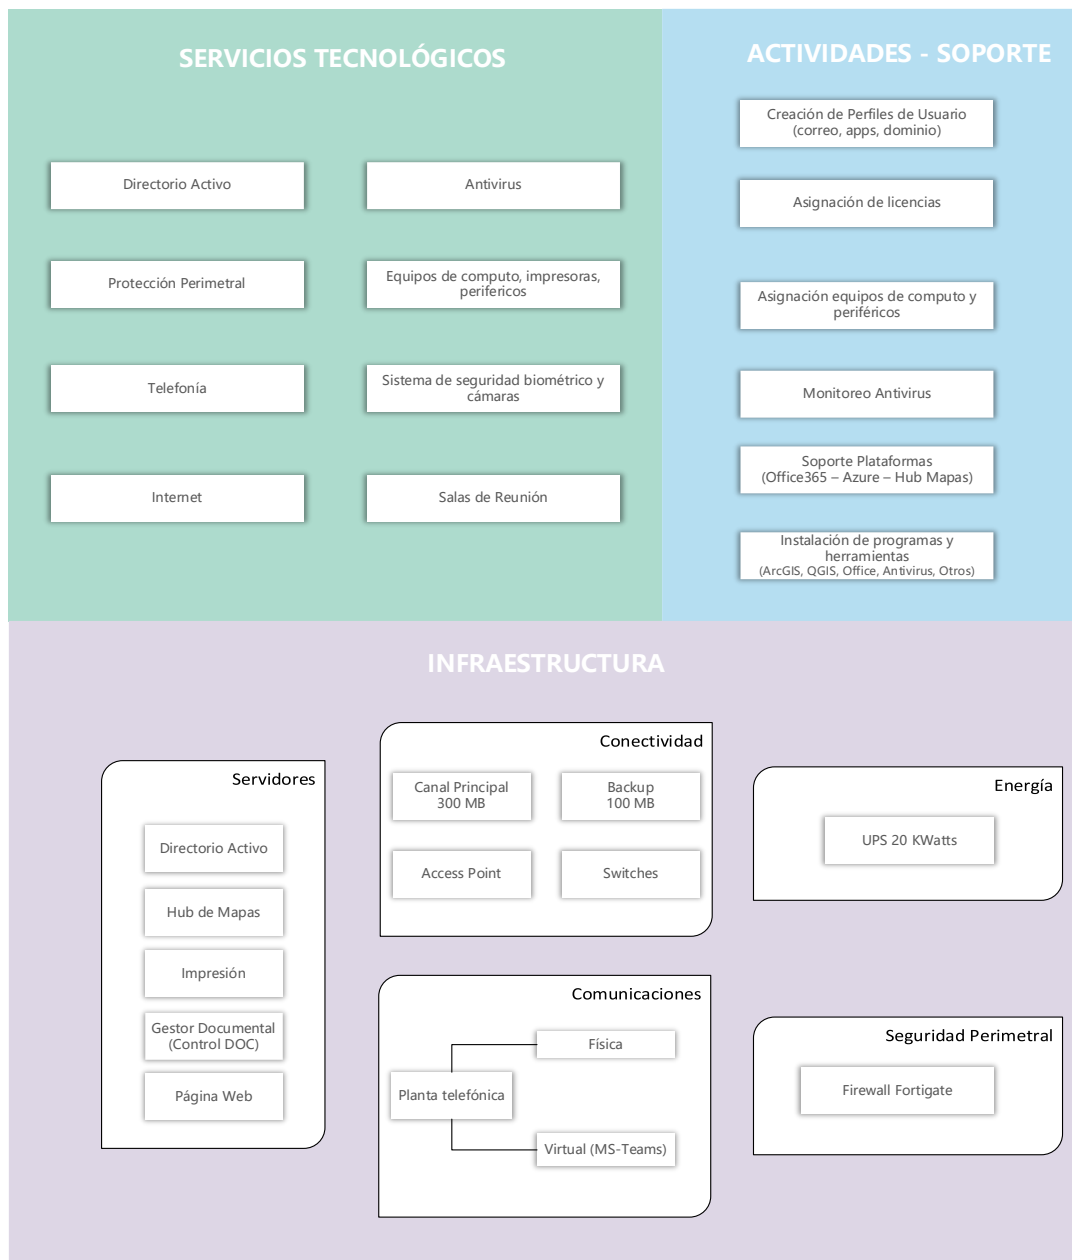 SERVICIOS TECNOLÓGICOS
Directorio Activo
Antivirus
Protección Perimetral
Equipos de computo, impresoras,
perifericos
Telefonía
Sistema de seguridad biométrico y
cámaras
Internet
Salas de Reunión
ACTIVIDADES - SOPORTE
Creación de Perfiles de Usuario
(correo, apps, dominio)
Asignación de licencias
Asignación equipos de computo y
periféricos
Monitoreo Antivirus
Soporte Plataformas
(Office365 – Azure – Hub Mapas)
Instalación de programas y
herramientas
(ArcGIS, QGIS, Office, Antivirus, Otros)
INFRAESTRUCTURA
Servidores
Directorio Activo
Hub de Mapas
Impresión
Gestor Documental
(Control DOC)
Página Web
Conectividad
Canal Principal
300 MB
Backup
100 MB
Access Point
Switches
Comunicaciones
Física
Planta telefónica
Virtual (MS-Teams)
Energía
UPS 20 KWatts
Seguridad Perimetral
Firewall Fortigate